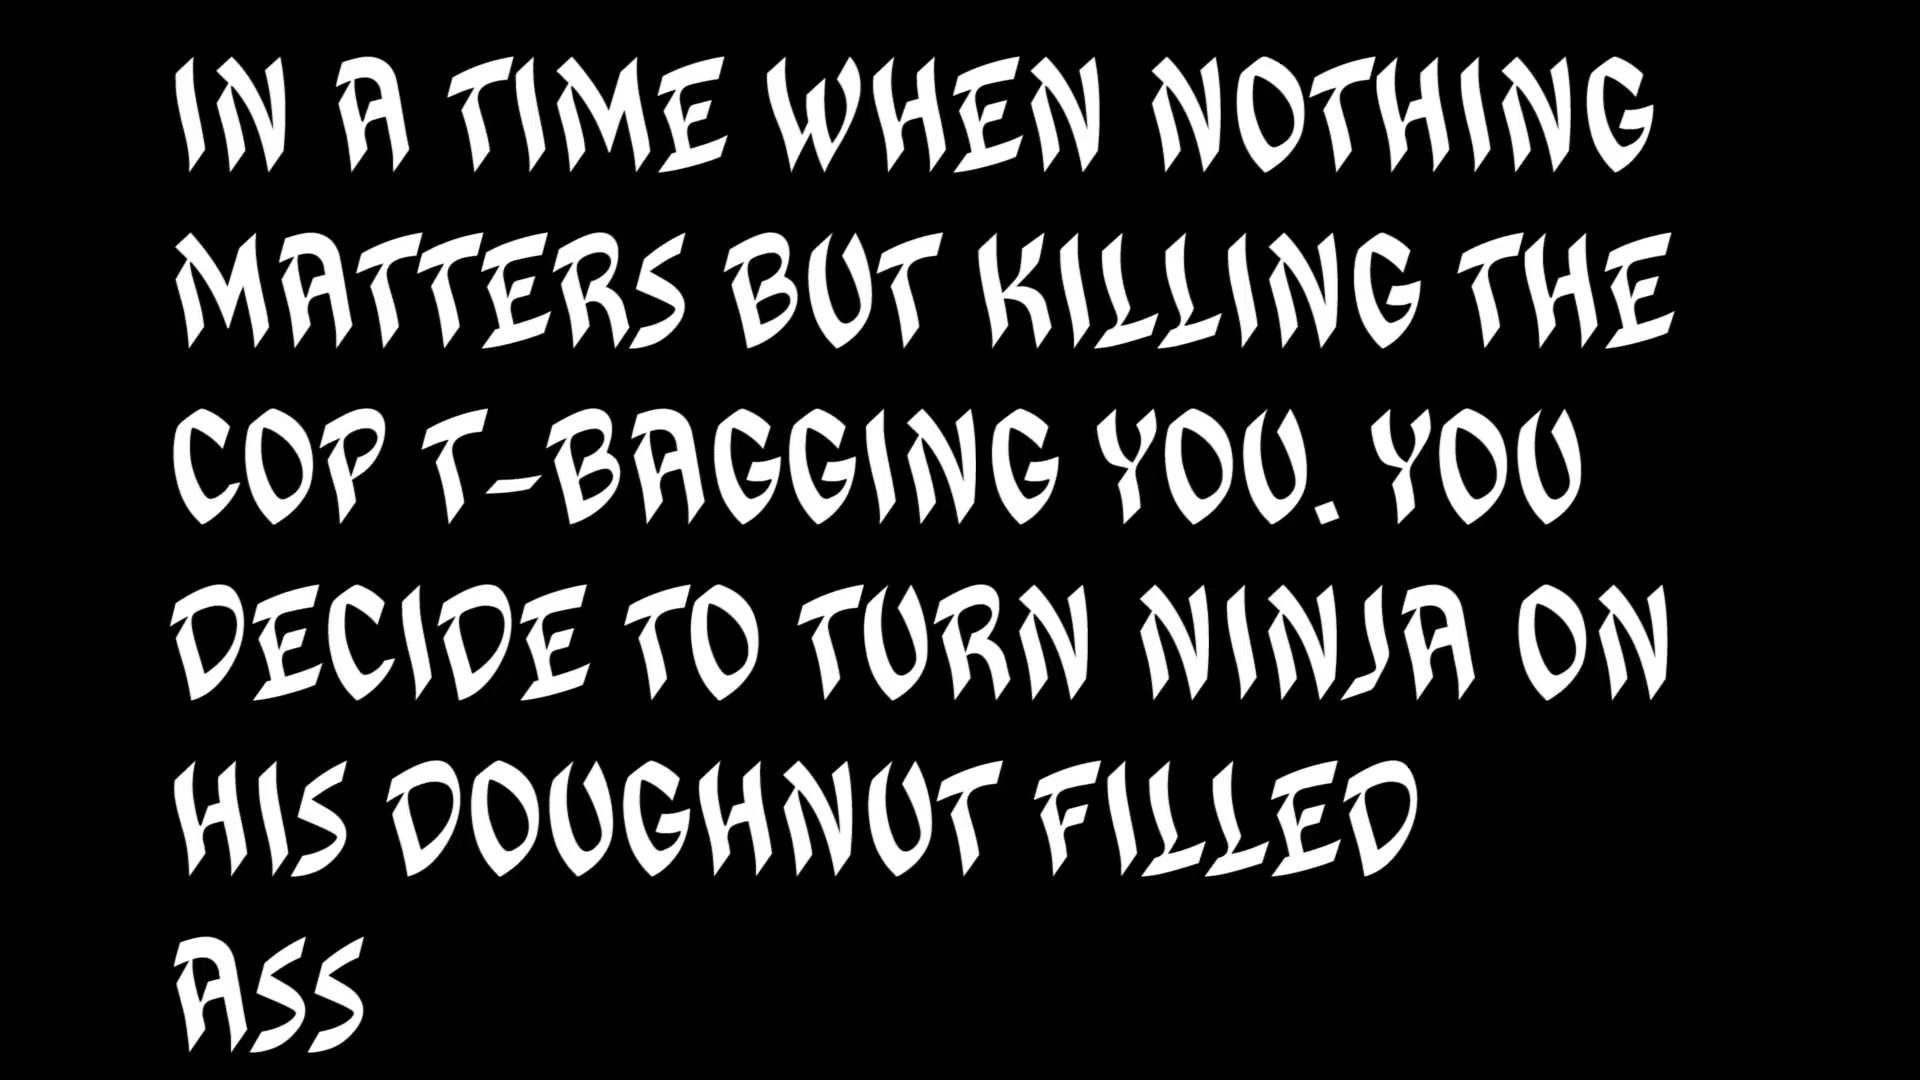 IN A TIME WHEN NOTHING
MATTERS BUT KILLING THE
COP T-BAGGING YOU. YOU
DECIDE TO TURN NINJA ON
HIS DOUGHNUT FILLED
ASS